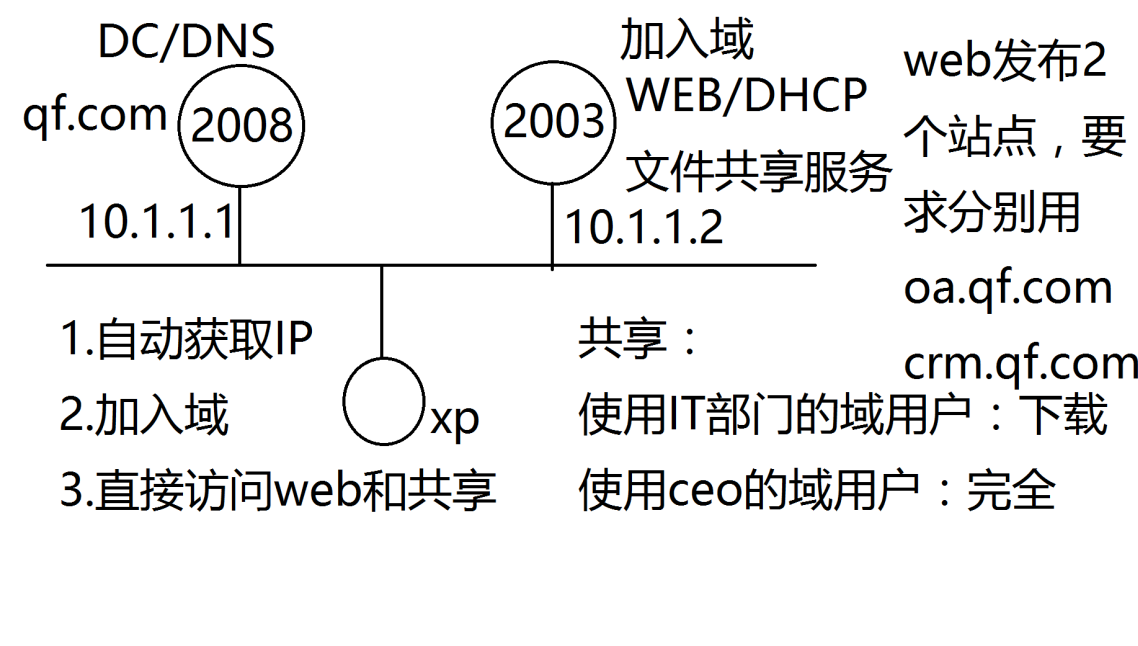 DC/DNS
qf.com
2008
10.1.1.1
2003
加入域
WEB/DHCP
文件共享服务
10.1.1.2
web发布2
个站点，要
求分别用
oa.qf.com
crm.qf.com
1.自动获取IP
2.加入域
3.直接访问web和共享
xp
共享：
使用IT部门的域用户：下载
使用ceo的域用户：完全